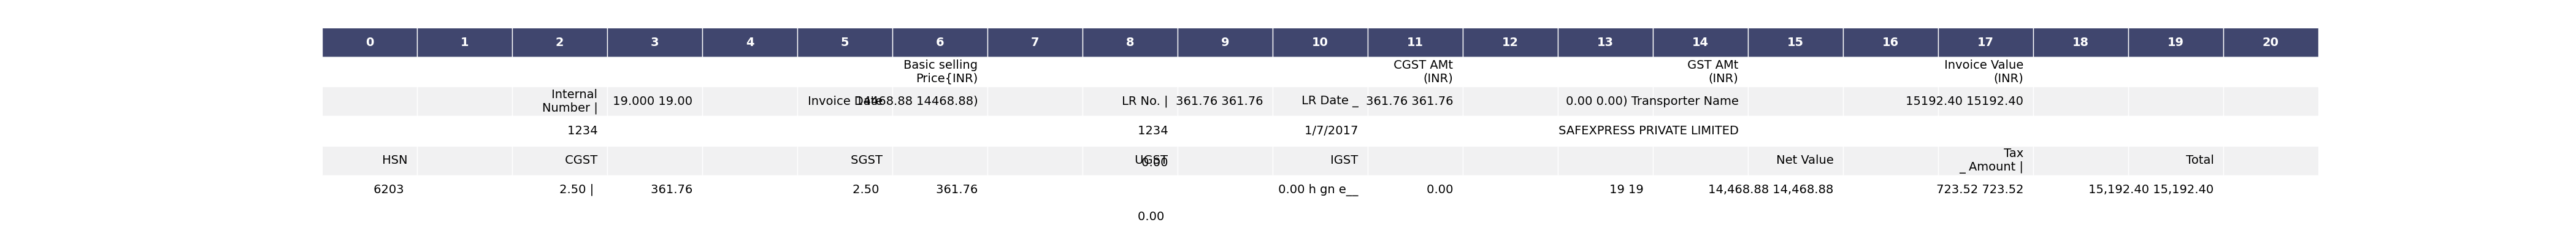 0 1 2 3 4 5 6 7 8 9 10 11 12 13 14 15 16 17 18 19 20
Basic selling CGST AMt GST AMt Invoice Value
Price{INR) (INR) (INR) (INR)
Internal
Number | 19.000 19.00 Invoice Date 14468.88 14468.88) LR No. | 361.76 361.76 LR Date _ 361.76 361.76 0.00 0.00) Transporter Name 15192.40 15192.40
1234 1234 1/7/2017 SAFEXPRESS PRIVATE LIMITED
HSN CGST SGST UGST 0.00 IGST Net Value Tax Total
_ Amount |
6203 2.50 | 361.76 2.50 361.76 0.00 h gn e__ 0.00 19 19 14,468.88 14,468.88 723.52 723.52 15,192.40 15,192.40
0.00